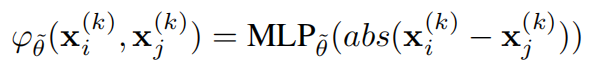 φ_θ̃(x_i^(k), x_j^(k)) = MLP_θ̃(abs(x_i^(k) − x_j^(k)))